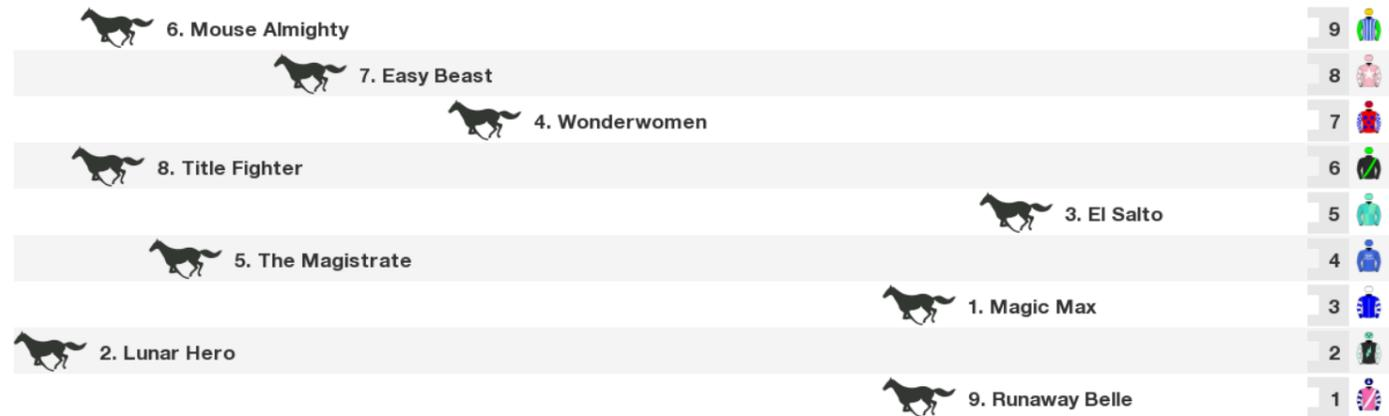 6. Mouse Almighty 9
7. Easy Beast 8
4. Wonderwomen 7
8. Title Fighter 6
3. El Salto 5
5. The Magistrate 4
1. Magic Max 3
2. Lunar Hero 2
9. Runaway Belle 1